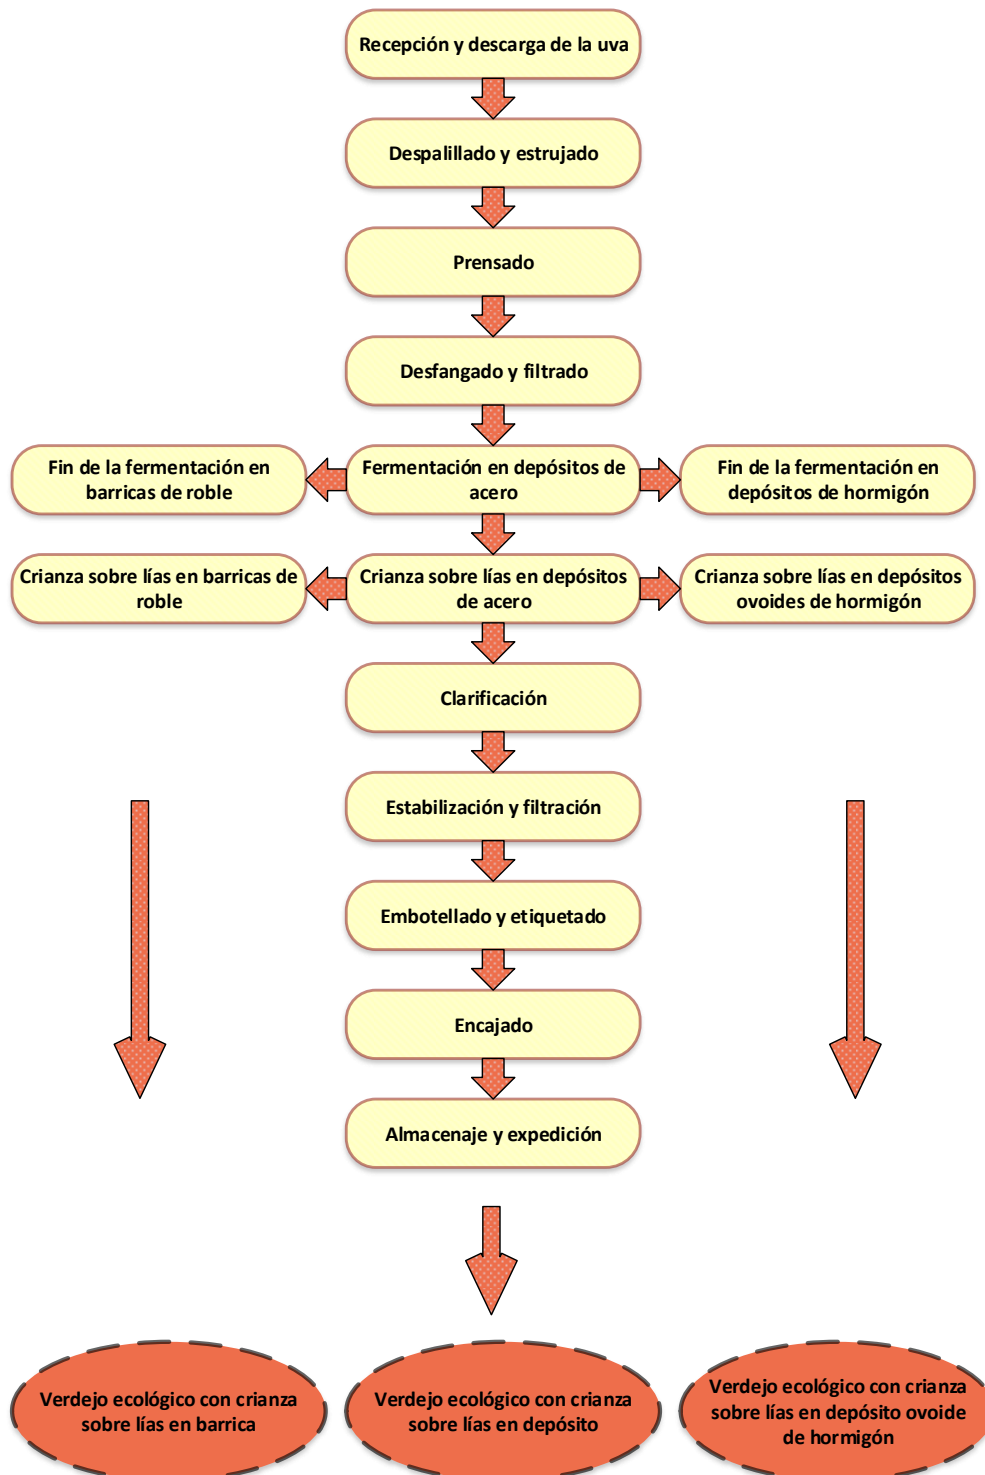 Recepción y descarga de la uva
Despalillado y estrujado
Prensado
Desfangado y filtrado
Fin de la fermentación en
barricas de roble
Fermentación en depósitos de
acero
Fin de la fermentación en
depósitos de hormigón
Crianza sobre lías en barricas de
roble
Crianza sobre lías en depósitos
de acero
Crianza sobre lías en depósitos
ovoides de hormigón
Clarificación
Estabilización y filtración
Embotellado y etiquetado
Encajado
Almacenaje y expedición
Verdejo ecológico con crianza
sobre lías en barrica
Verdejo ecológico con crianza
sobre lías en depósito
Verdejo ecológico con crianza
sobre lías en depósito ovoide
de hormigón